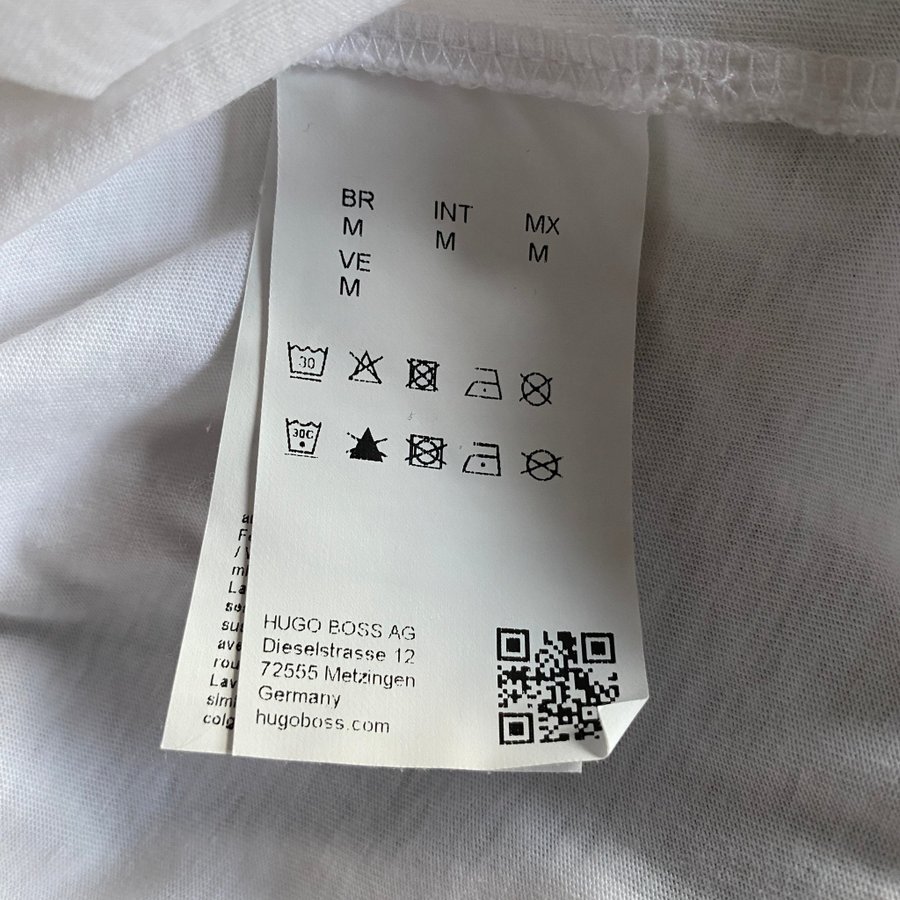 BR INT MX
M M M
VE
M
30
30C
HUGO BOSS AG
Dieselstrasse 12
72555 Metzingen
Germany
hugoboss.com